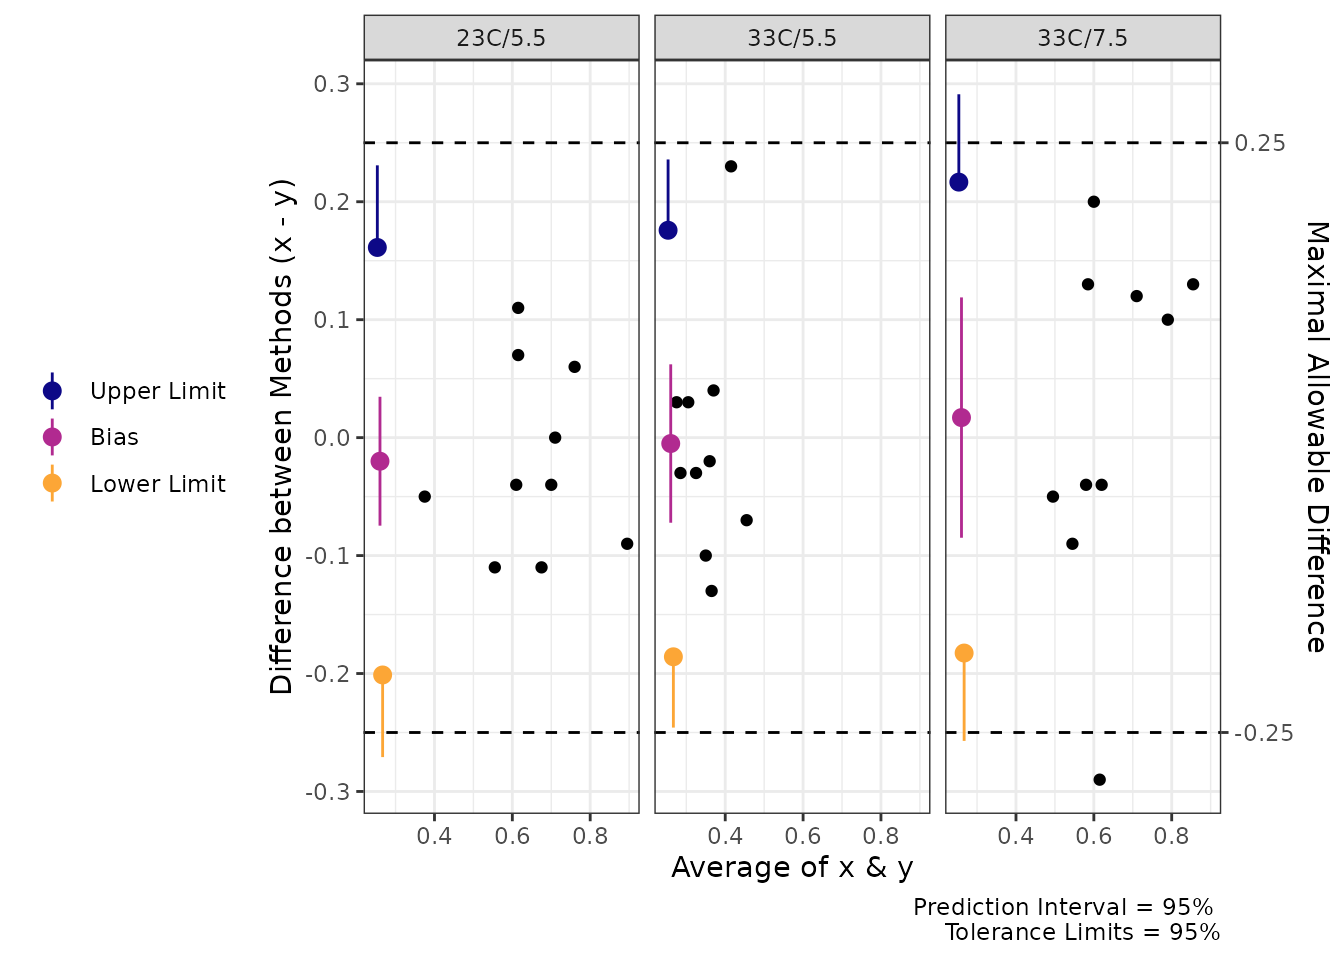 23C/5.5 33C/5.5 33C/7.5
0.3
0.2
0.1
0.0
-0.1
-0.2
-0.3
Difference between Methods (x - y)
0.25
-0.25
Maximal Allowable Difference
Upper Limit
Bias
Lower Limit
0.4 0.6 0.8 0.4 0.6 0.8 0.4 0.6 0.8
Average of x & y
Prediction Interval = 95%
Tolerance Limits = 95%